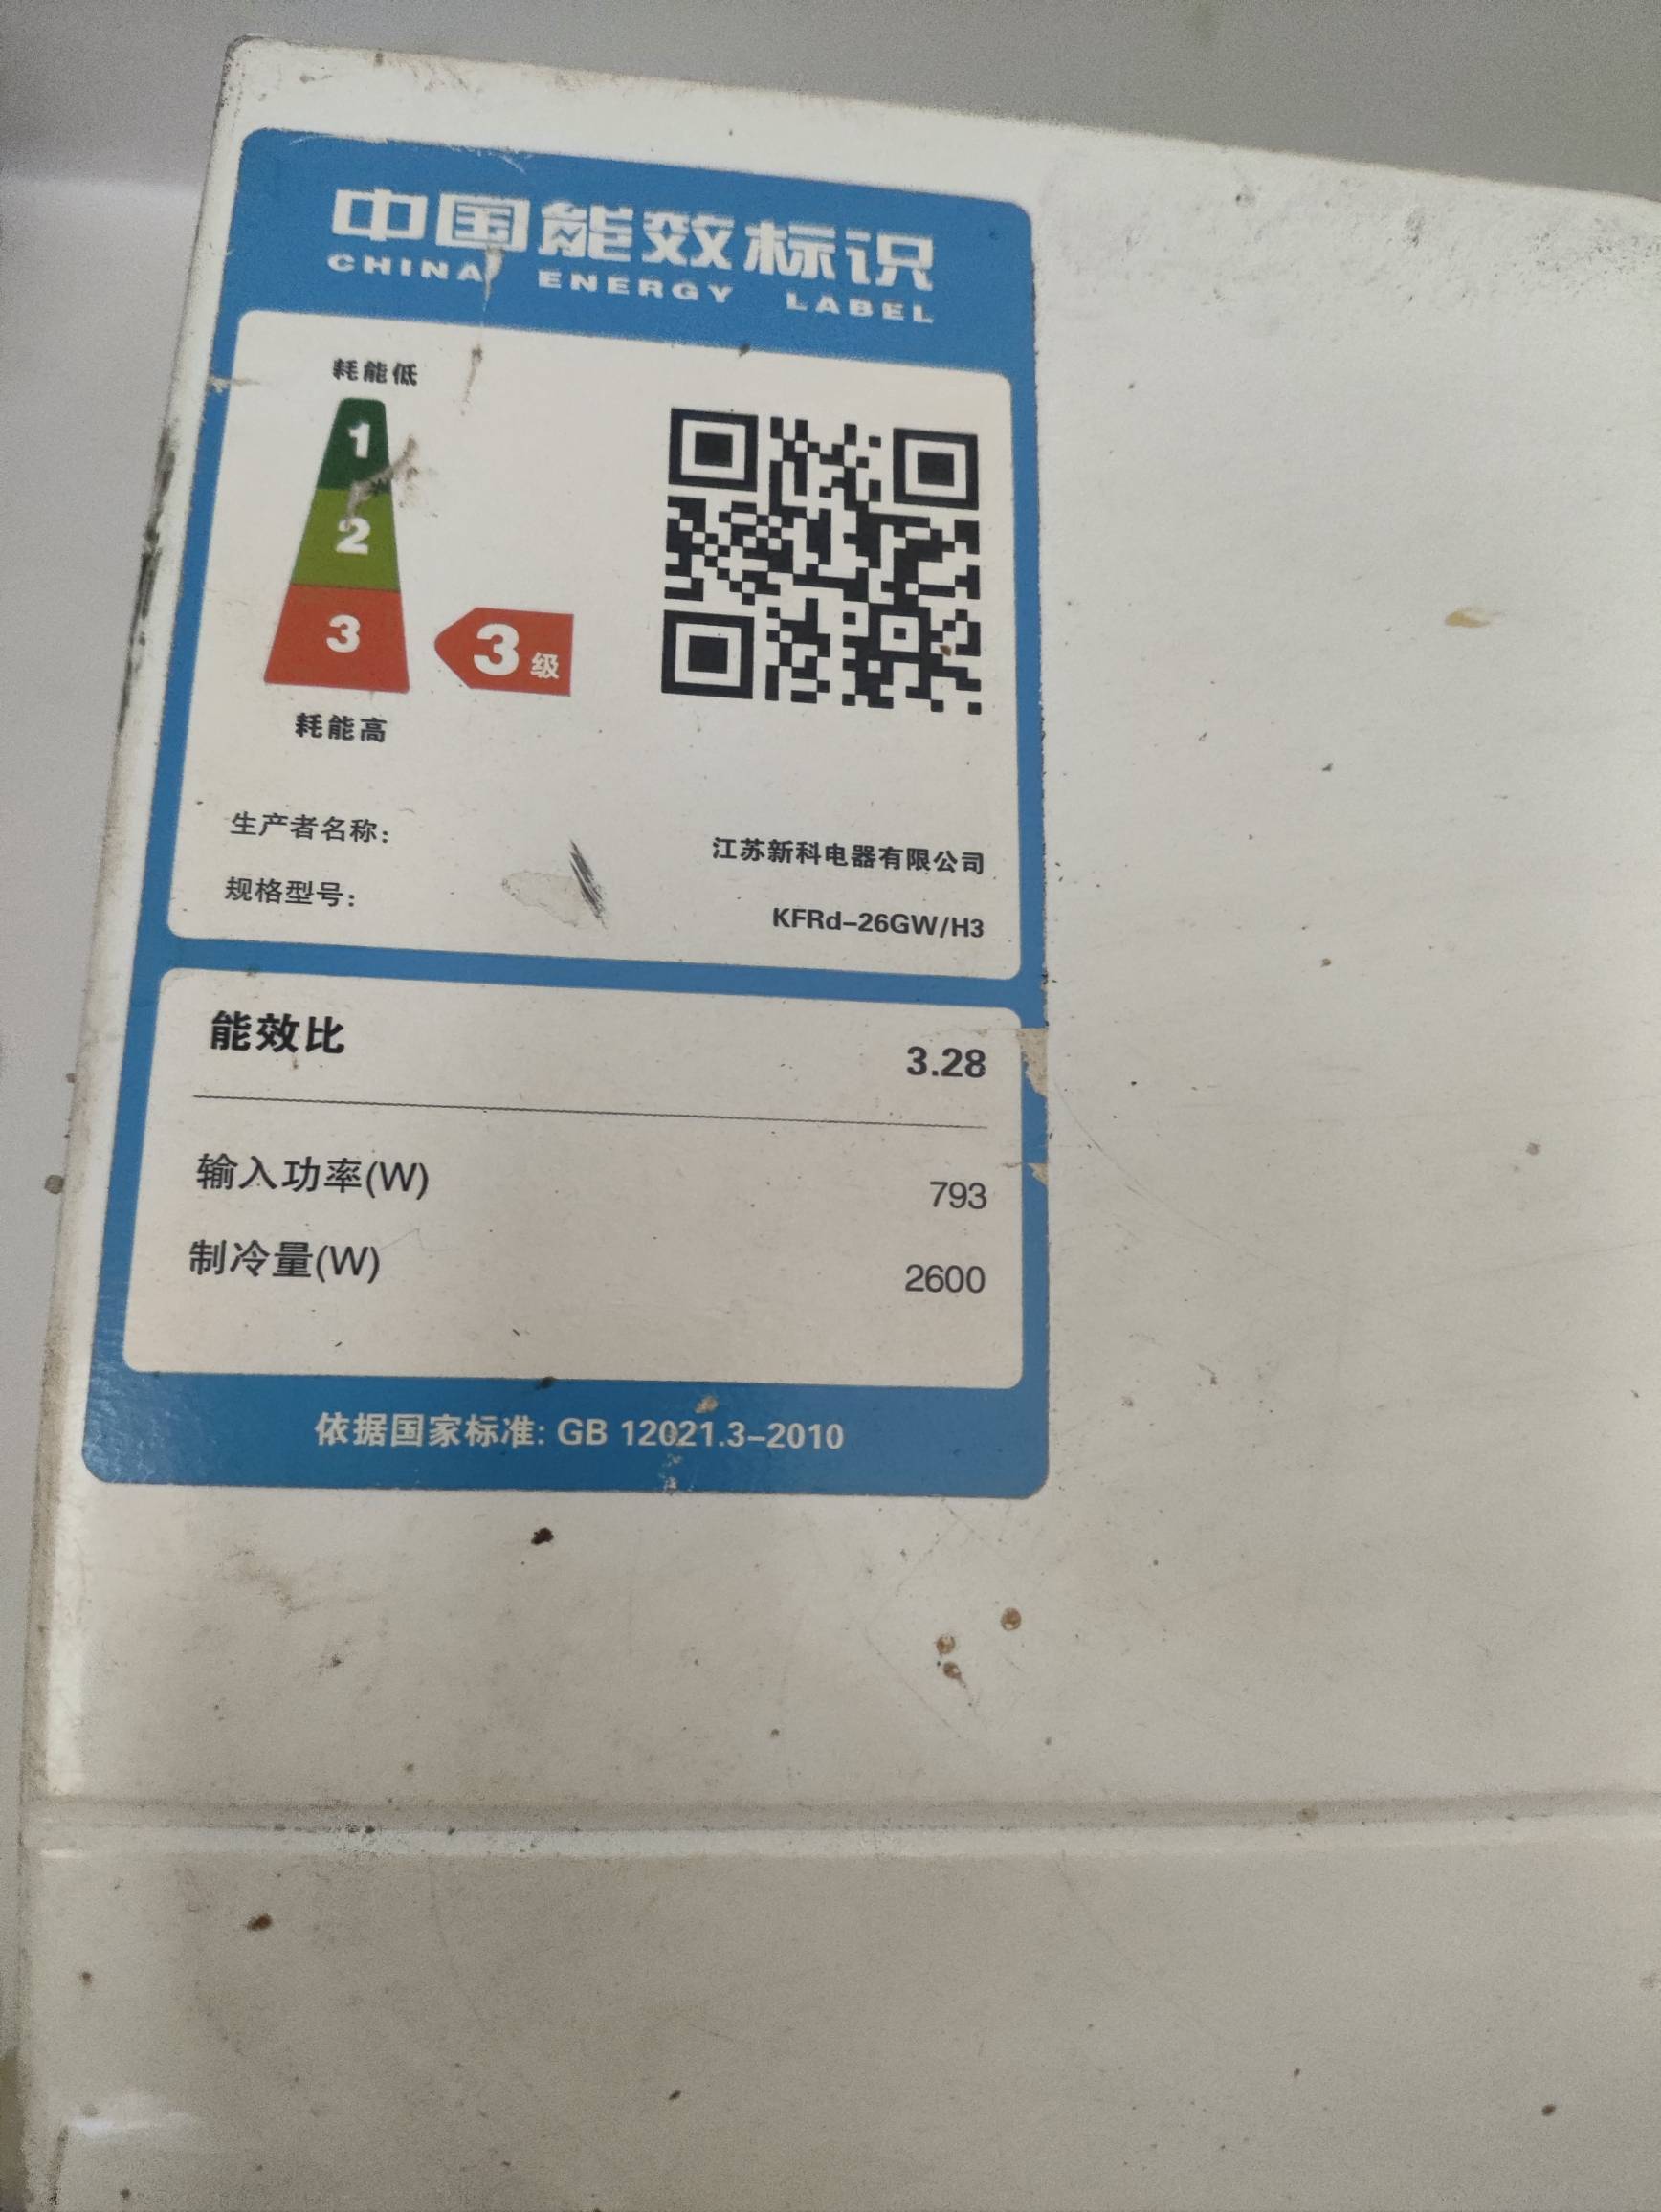 中国能效标识
CHINA ENERGY LABEL
耗能低
1
2
3
3级
耗能高
生产者名称: 江苏新科电器有限公司
规格型号: KFRd-26GW/H3
能效比 3.28
输入功率(W) 793
制冷量(W) 2600
依据国家标准: GB 12021.3-2010